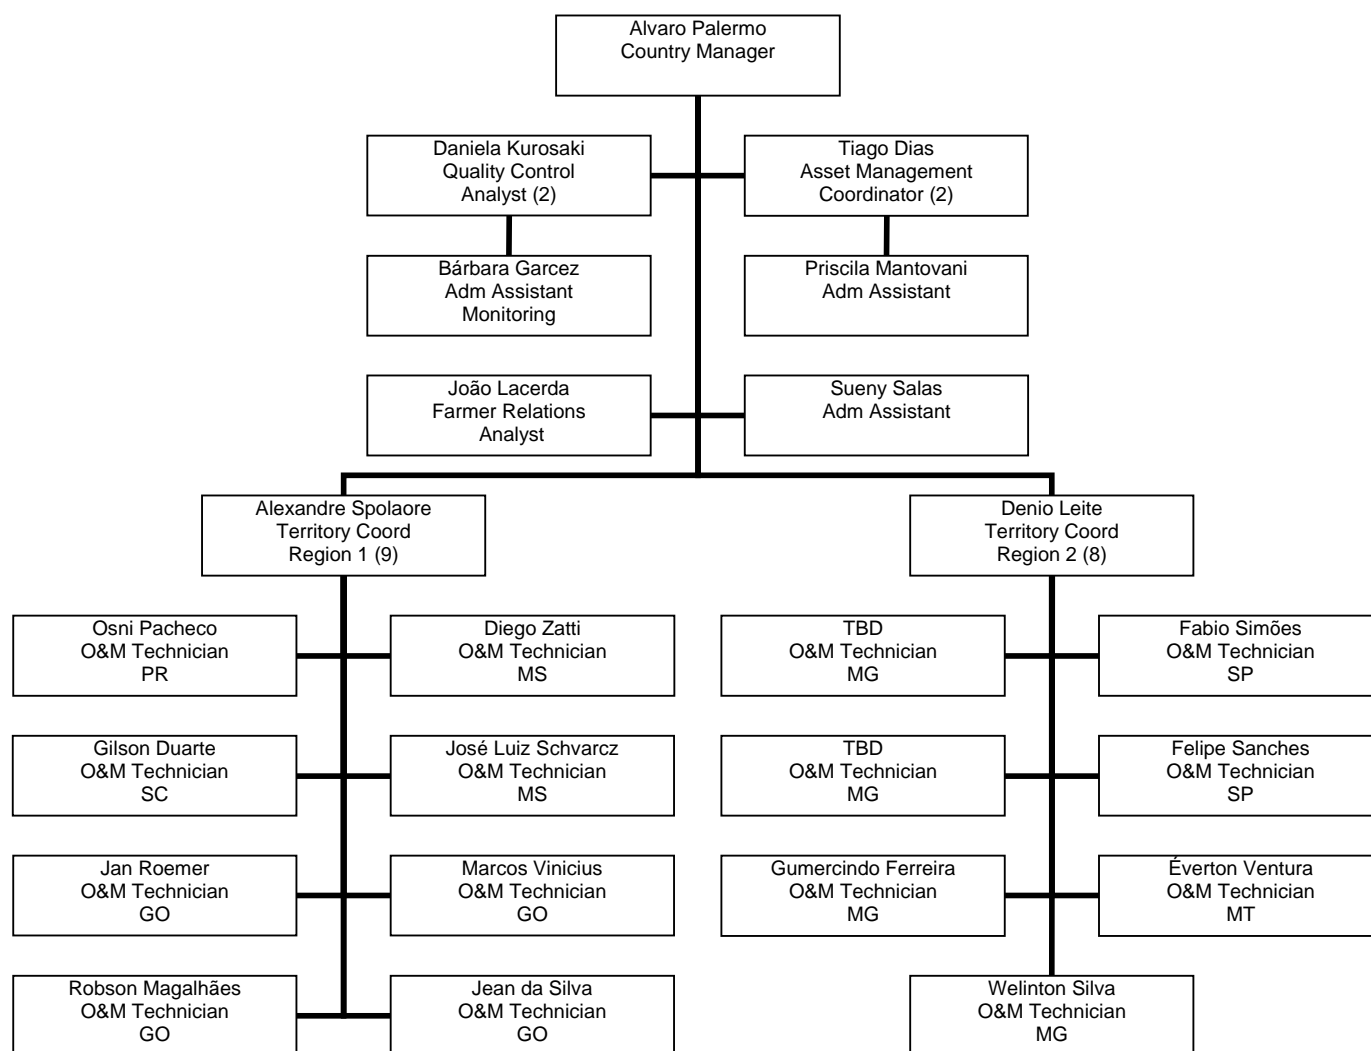 Alvaro Palermo
Country Manager
Daniela Kurosaki
Quality Control
Analyst (2)
Tiago Dias
Asset Management
Coordinator (2)
Bárbara Garcez
Adm Assistant
Monitoring
Priscila Mantovani
Adm Assistant
João Lacerda
Farmer Relations
Analyst
Sueny Salas
Adm Assistant
Alexandre Spolaore
Territory Coord
Region 1 (9)
Denio Leite
Territory Coord
Region 2 (8)
Osni Pacheco
O&M Technician
PR
Diego Zatti
O&M Technician
MS
TBD
O&M Technician
MG
Fabio Simões
O&M Technician
SP
Gilson Duarte
O&M Technician
SC
José Luiz Schvarcz
O&M Technician
MS
TBD
O&M Technician
MG
Felipe Sanches
O&M Technician
SP
Jan Roemer
O&M Technician
GO
Marcos Vinicius
O&M Technician
GO
Gumercindo Ferreira
O&M Technician
MG
Éverton Ventura
O&M Technician
MT
Robson Magalhães
O&M Technician
GO
Jean da Silva
O&M Technician
GO
Welinton Silva
O&M Technician
MG